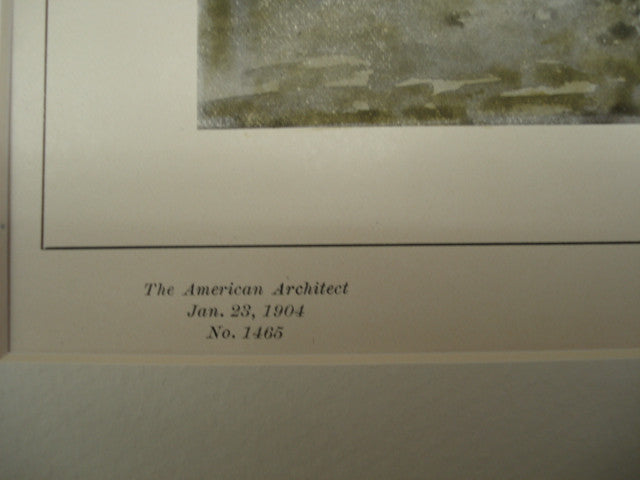 The American Architect
Jan. 23, 1904
No. 1465